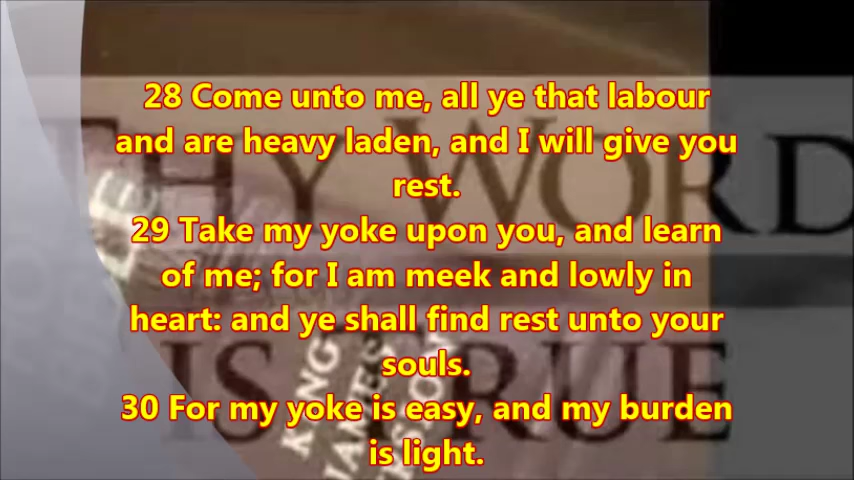 28 Come unto me, all ye that labour
and are heavy laden, and I will give you
rest.
29 Take my yoke upon you, and learn
of me; for I am meek and lowly in
heart: and ye shall find rest unto your
souls.
30 For my yoke is easy, and my burden
is light.
THY WORD
IS TRUE
BIBLE
KING
JAMES